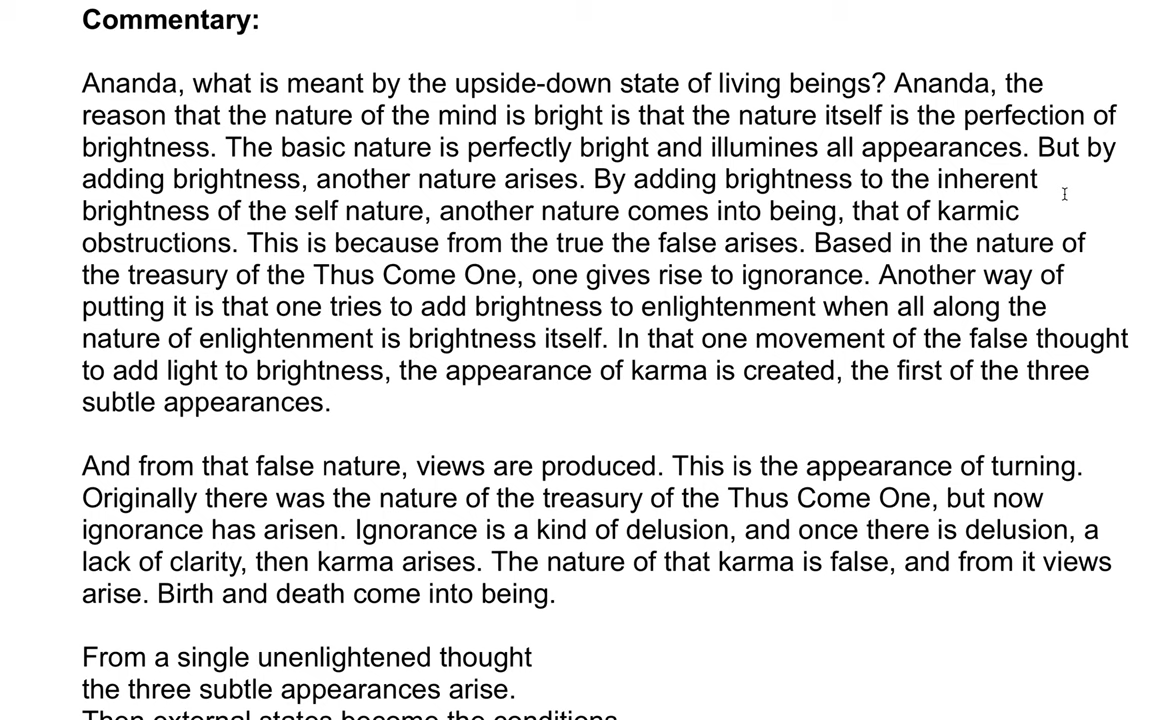 Commentary:
Ananda, what is meant by the upside-down state of living beings? Ananda, the
reason that the nature of the mind is bright is that the nature itself is the perfection of
brightness. The basic nature is perfectly bright and illumines all appearances. But by
adding brightness, another nature arises. By adding brightness to the inherent
brightness of the self nature, another nature comes into being, that of karmic
obstructions. This is because from the true the false arises. Based in the nature of
the treasury of the Thus Come One, one gives rise to ignorance. Another way of
putting it is that one tries to add brightness to enlightenment when all along the
nature of enlightenment is brightness itself. In that one movement of the false thought
to add light to brightness, the appearance of karma is created, the first of the three
subtle appearances.
And from that false nature, views are produced. This is the appearance of turning.
Originally there was the nature of the treasury of the Thus Come One, but now
ignorance has arisen. Ignorance is a kind of delusion, and once there is delusion, a
lack of clarity, then karma arises. The nature of that karma is false, and from it views
arise. Birth and death come into being.
From a single unenlightened thought
the three subtle appearances arise.
Then external states become the conditions